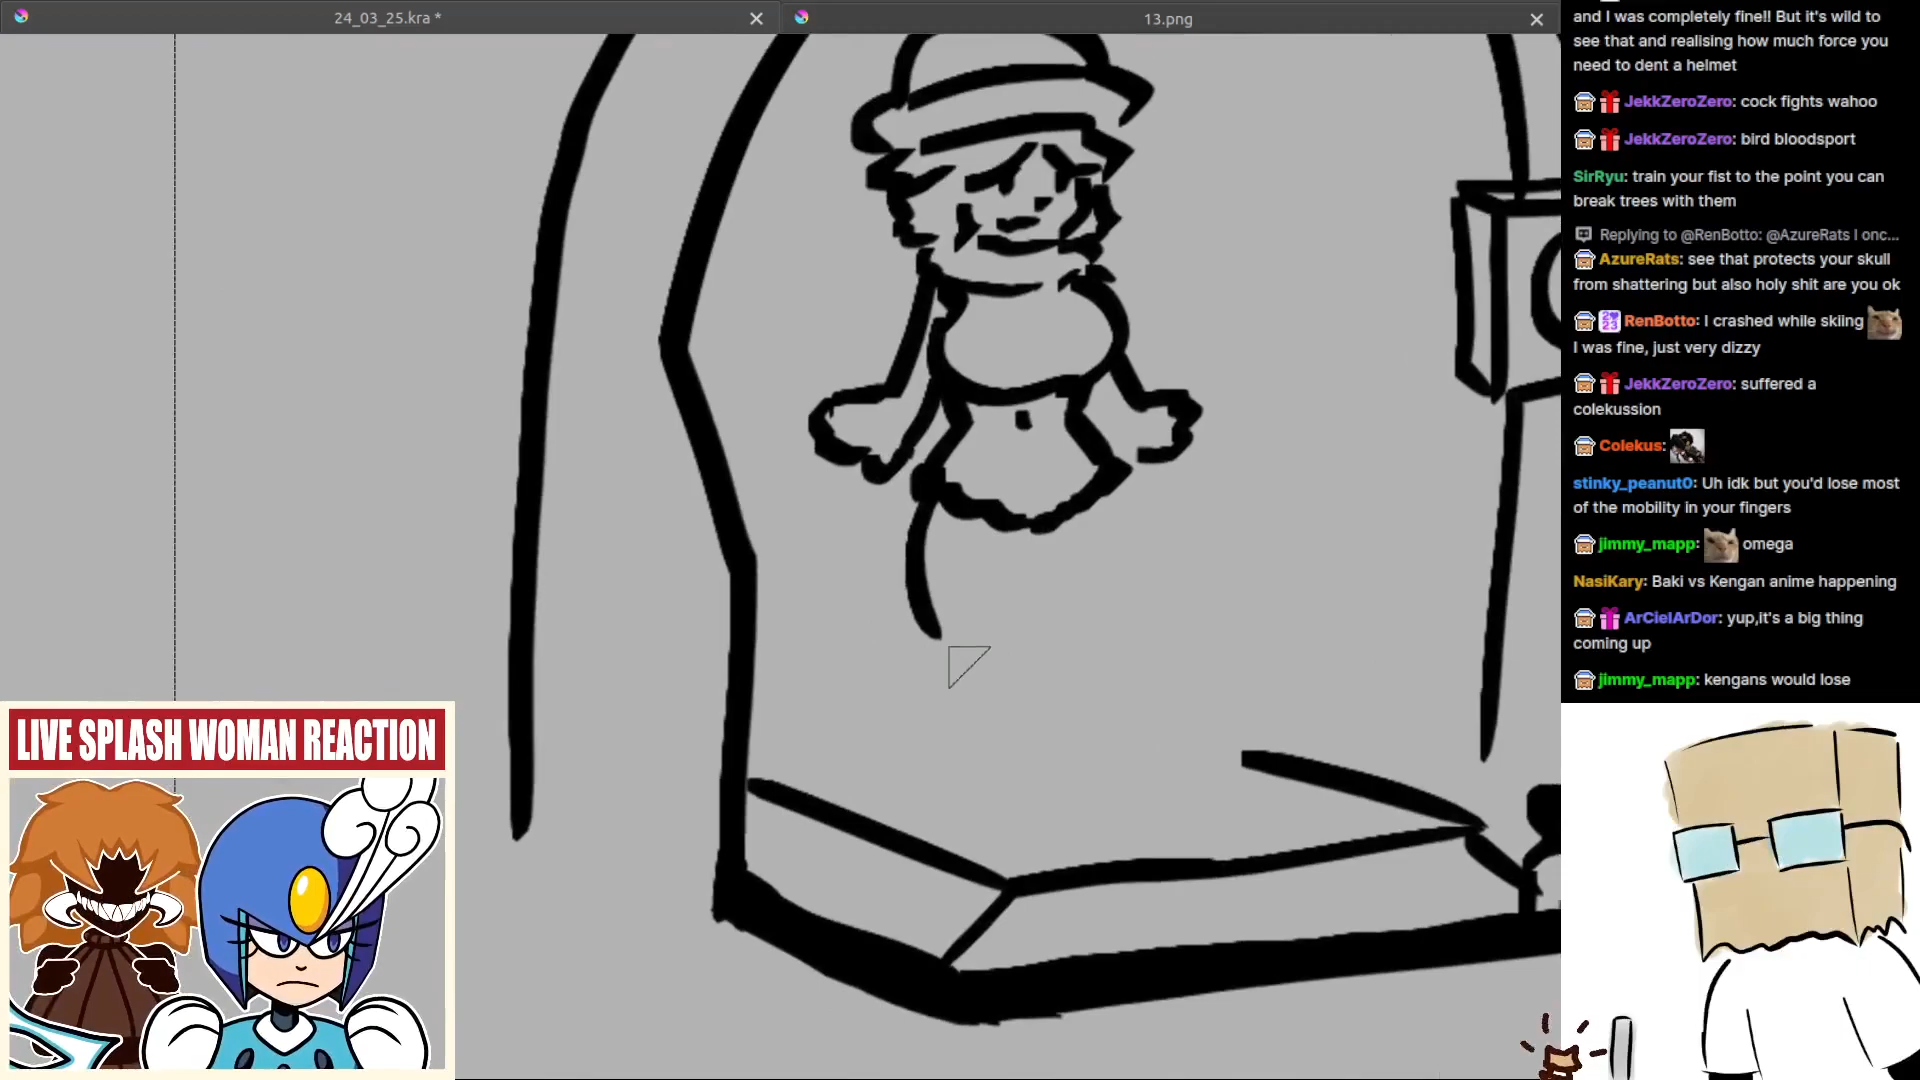 24_03_25.kra *
13.png
and I was completely fine!! But it's wild to
see that and realising how much force you
need to dent a helmet
JekkZeroZero: cock fights wahoo
JekkZeroZero: bird bloodsport
SirRyu: train your fist to the point you can
break trees with them
Replying to @RenBotto: @AzureRats I onc...
AzureRats: see that protects your skull
from shattering but also holy shit are you ok
RenBotto: I crashed while skiing
I was fine, just very dizzy
JekkZeroZero: suffered a
colekussion
Colekus:
stinky_peanut0: Uh idk but you'd lose most
of the mobility in your fingers
jimmy_mapp: omega
NasiKary: Baki vs Kengan anime happening
ArCielArDor: yup,it's a big thing
coming up
jimmy_mapp: kengans would lose
LIVE SPLASH WOMAN REACTION